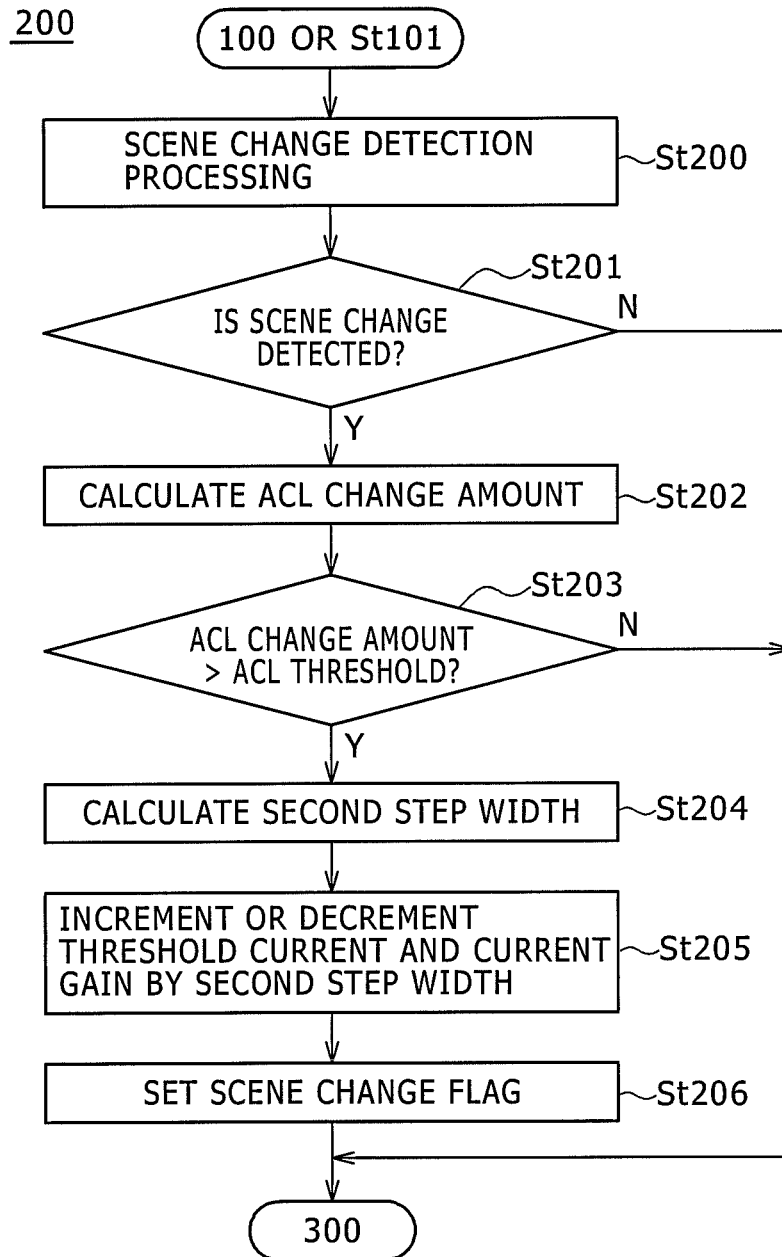 200
100 OR St101
SCENE CHANGE DETECTION
PROCESSING
St200
St201
IS SCENE CHANGE
DETECTED?
N
Y
CALCULATE ACL CHANGE AMOUNT
St202
St203
ACL CHANGE AMOUNT
> ACL THRESHOLD?
N
Y
CALCULATE SECOND STEP WIDTH
St204
INCREMENT OR DECREMENT
THRESHOLD CURRENT AND CURRENT
GAIN BY SECOND STEP WIDTH
St205
SET SCENE CHANGE FLAG
St206
300